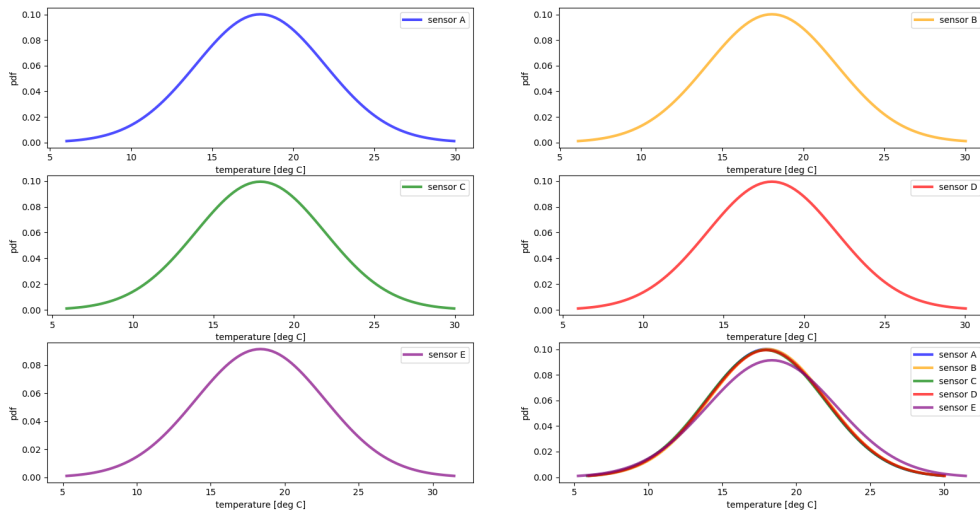 sensor A
0.10
0.08
0.06
0.04
0.02
0.00
pdf
5 10 15 20 25 30
temperature [deg C]
sensor B
0.10
0.08
0.06
0.04
0.02
0.00
pdf
5 10 15 20 25 30
temperature [deg C]
sensor C
0.10
0.08
0.06
0.04
0.02
0.00
pdf
5 10 15 20 25 30
temperature [deg C]
sensor D
0.10
0.08
0.06
0.04
0.02
0.00
pdf
5 10 15 20 25 30
temperature [deg C]
sensor E
0.08
0.06
0.04
0.02
0.00
pdf
5 10 15 20 25 30
temperature [deg C]
sensor A
sensor B
sensor C
sensor D
sensor E
0.10
0.08
0.06
0.04
0.02
0.00
pdf
5 10 15 20 25 30
temperature [deg C]